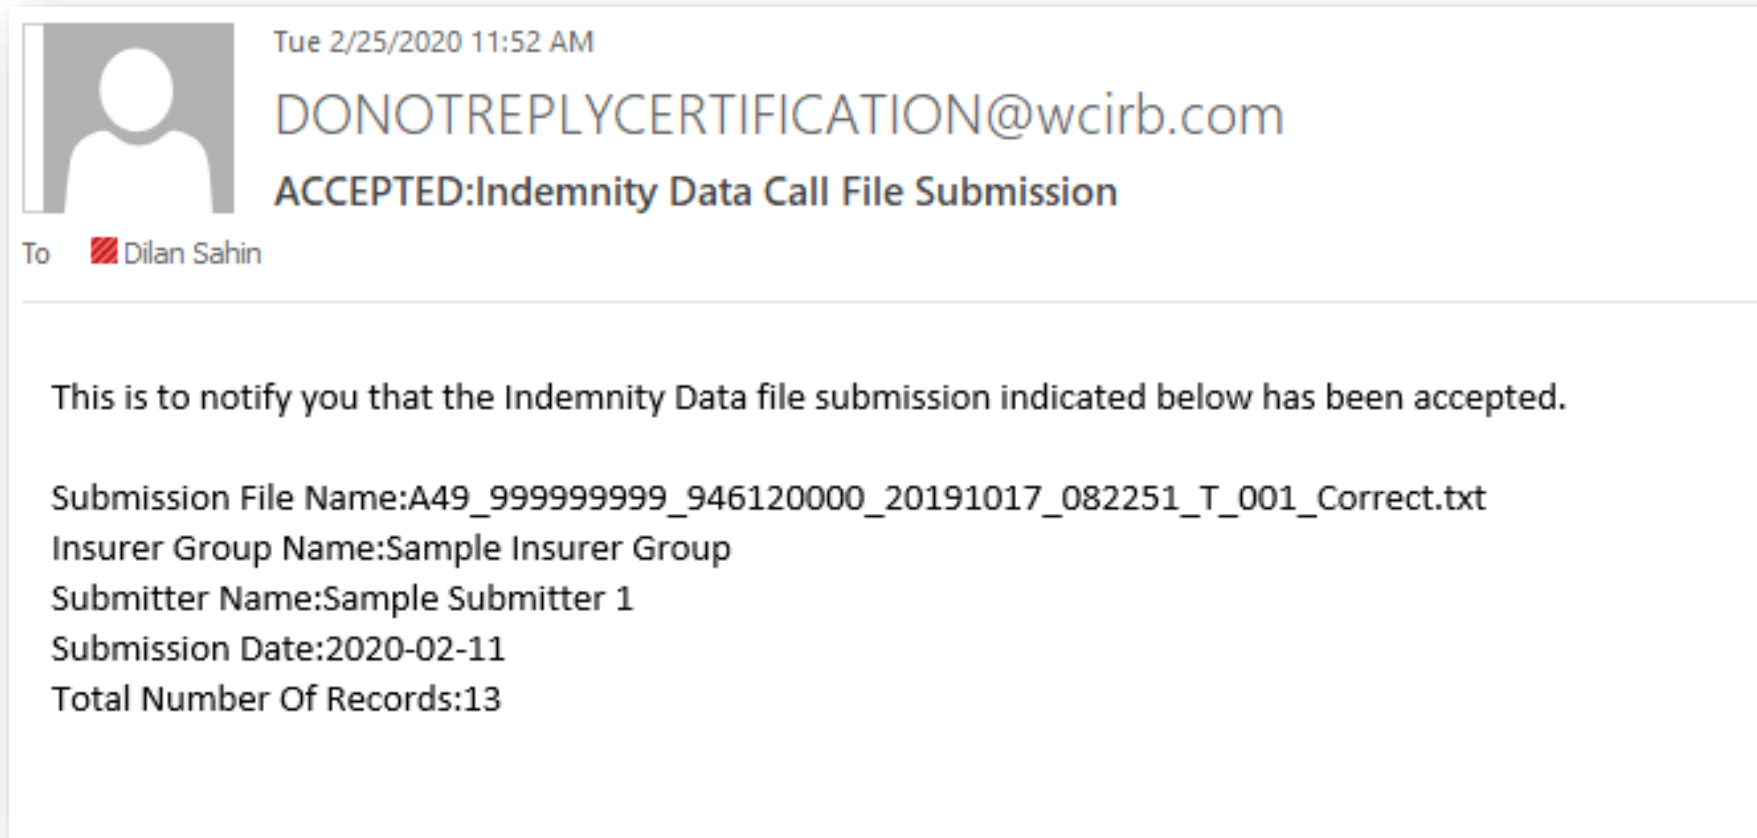 Tue 2/25/2020 11:52 AM
DONOTREPLYCERTIFICATION@wcirb.com
ACCEPTED:Indemnity Data Call File Submission
To Dilan Sahin
This is to notify you that the Indemnity Data file submission indicated below has been accepted.
Submission File Name:A49_999999999_946120000_20191017_082251_T_001_Correct.txt
Insurer Group Name:Sample Insurer Group
Submitter Name:Sample Submitter 1
Submission Date:2020-02-11
Total Number Of Records:13